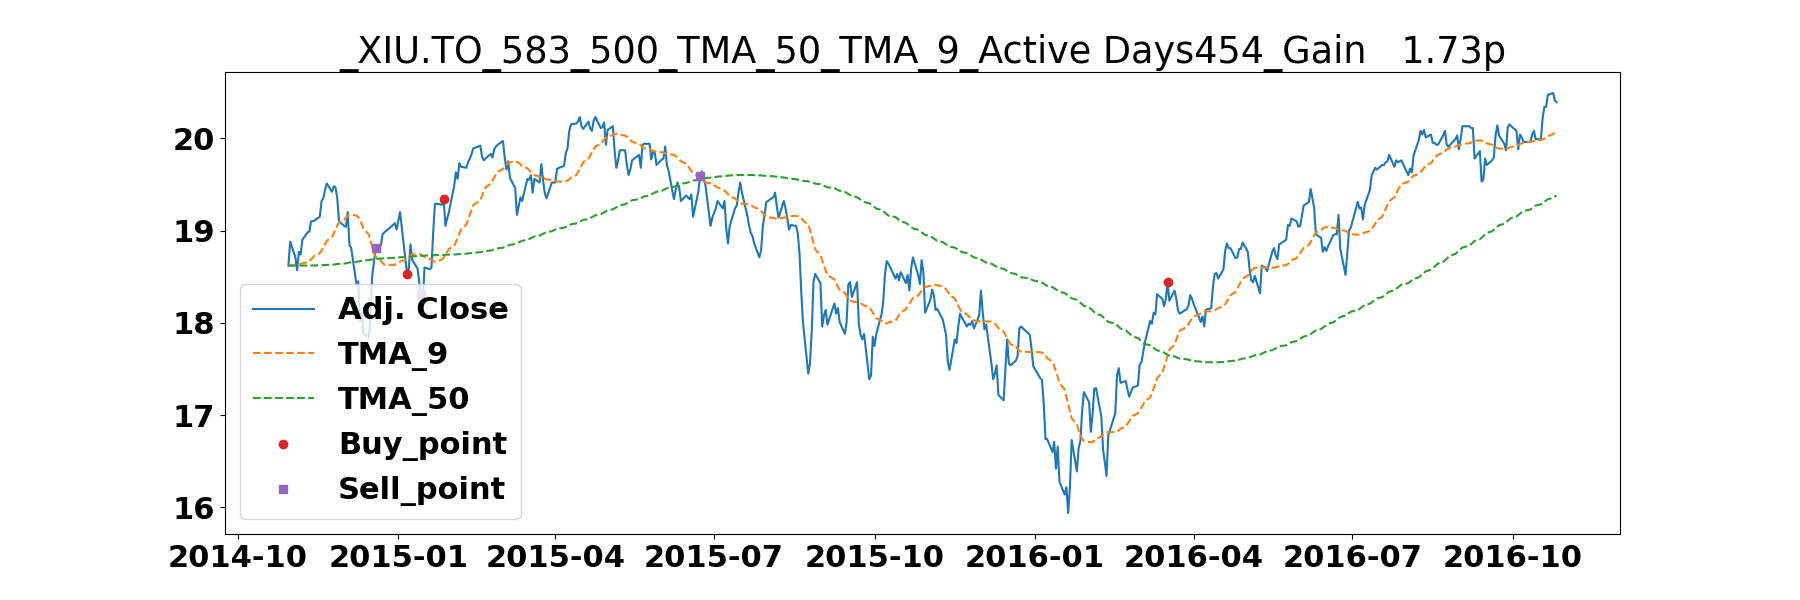 _XIU.TO_583_500_TMA_50_TMA_9_Active Days454_Gain   1.73p
20
19
18
17
16
Adj. Close
TMA_9
TMA_50
Buy_point
Sell_point
2014-10 2015-01 2015-04 2015-07 2015-10 2016-01 2016-04 2016-07 2016-10